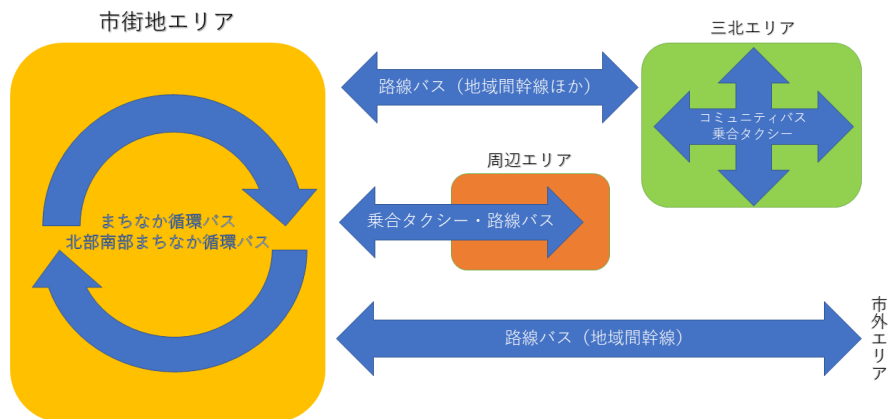 市街地エリア
三北エリア
路線バス（地域間幹線ほか）
コミュニティバス
乗合タクシー
周辺エリア
まちなか循環バス
北部南部まちなか循環バス
乗合タクシー・路線バス
路線バス（地域間幹線）
市外エリア